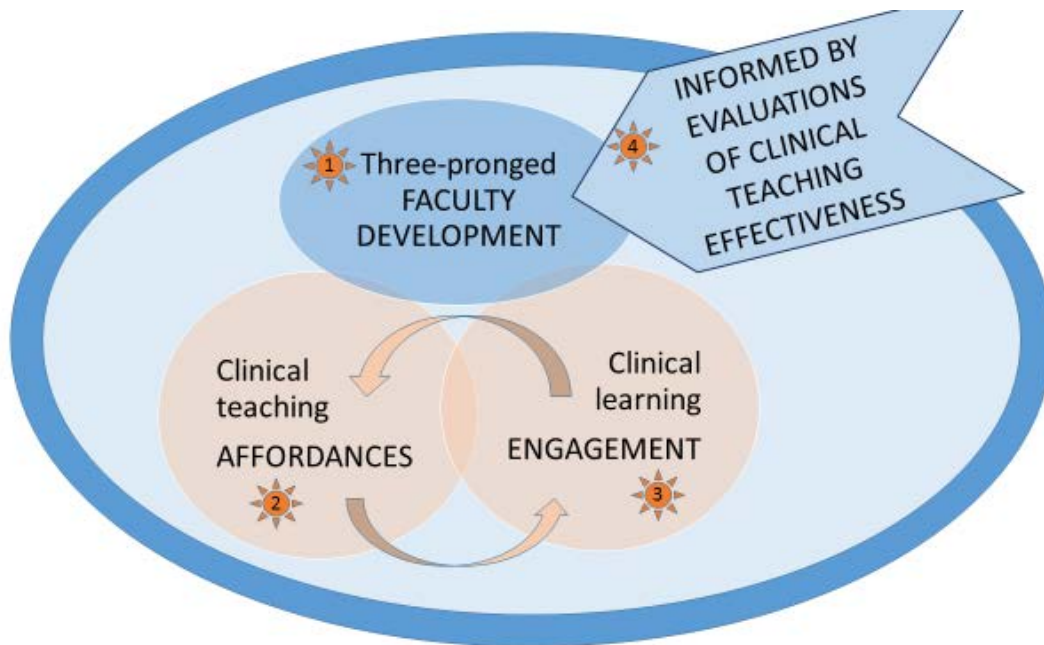 1
Three-pronged
FACULTY
DEVELOPMENT
4
INFORMED BY
EVALUATIONS
OF CLINICAL
TEACHING
EFFECTIVENESS
Clinical
teaching
AFFORDANCES
2
Clinical
learning
ENGAGEMENT
3